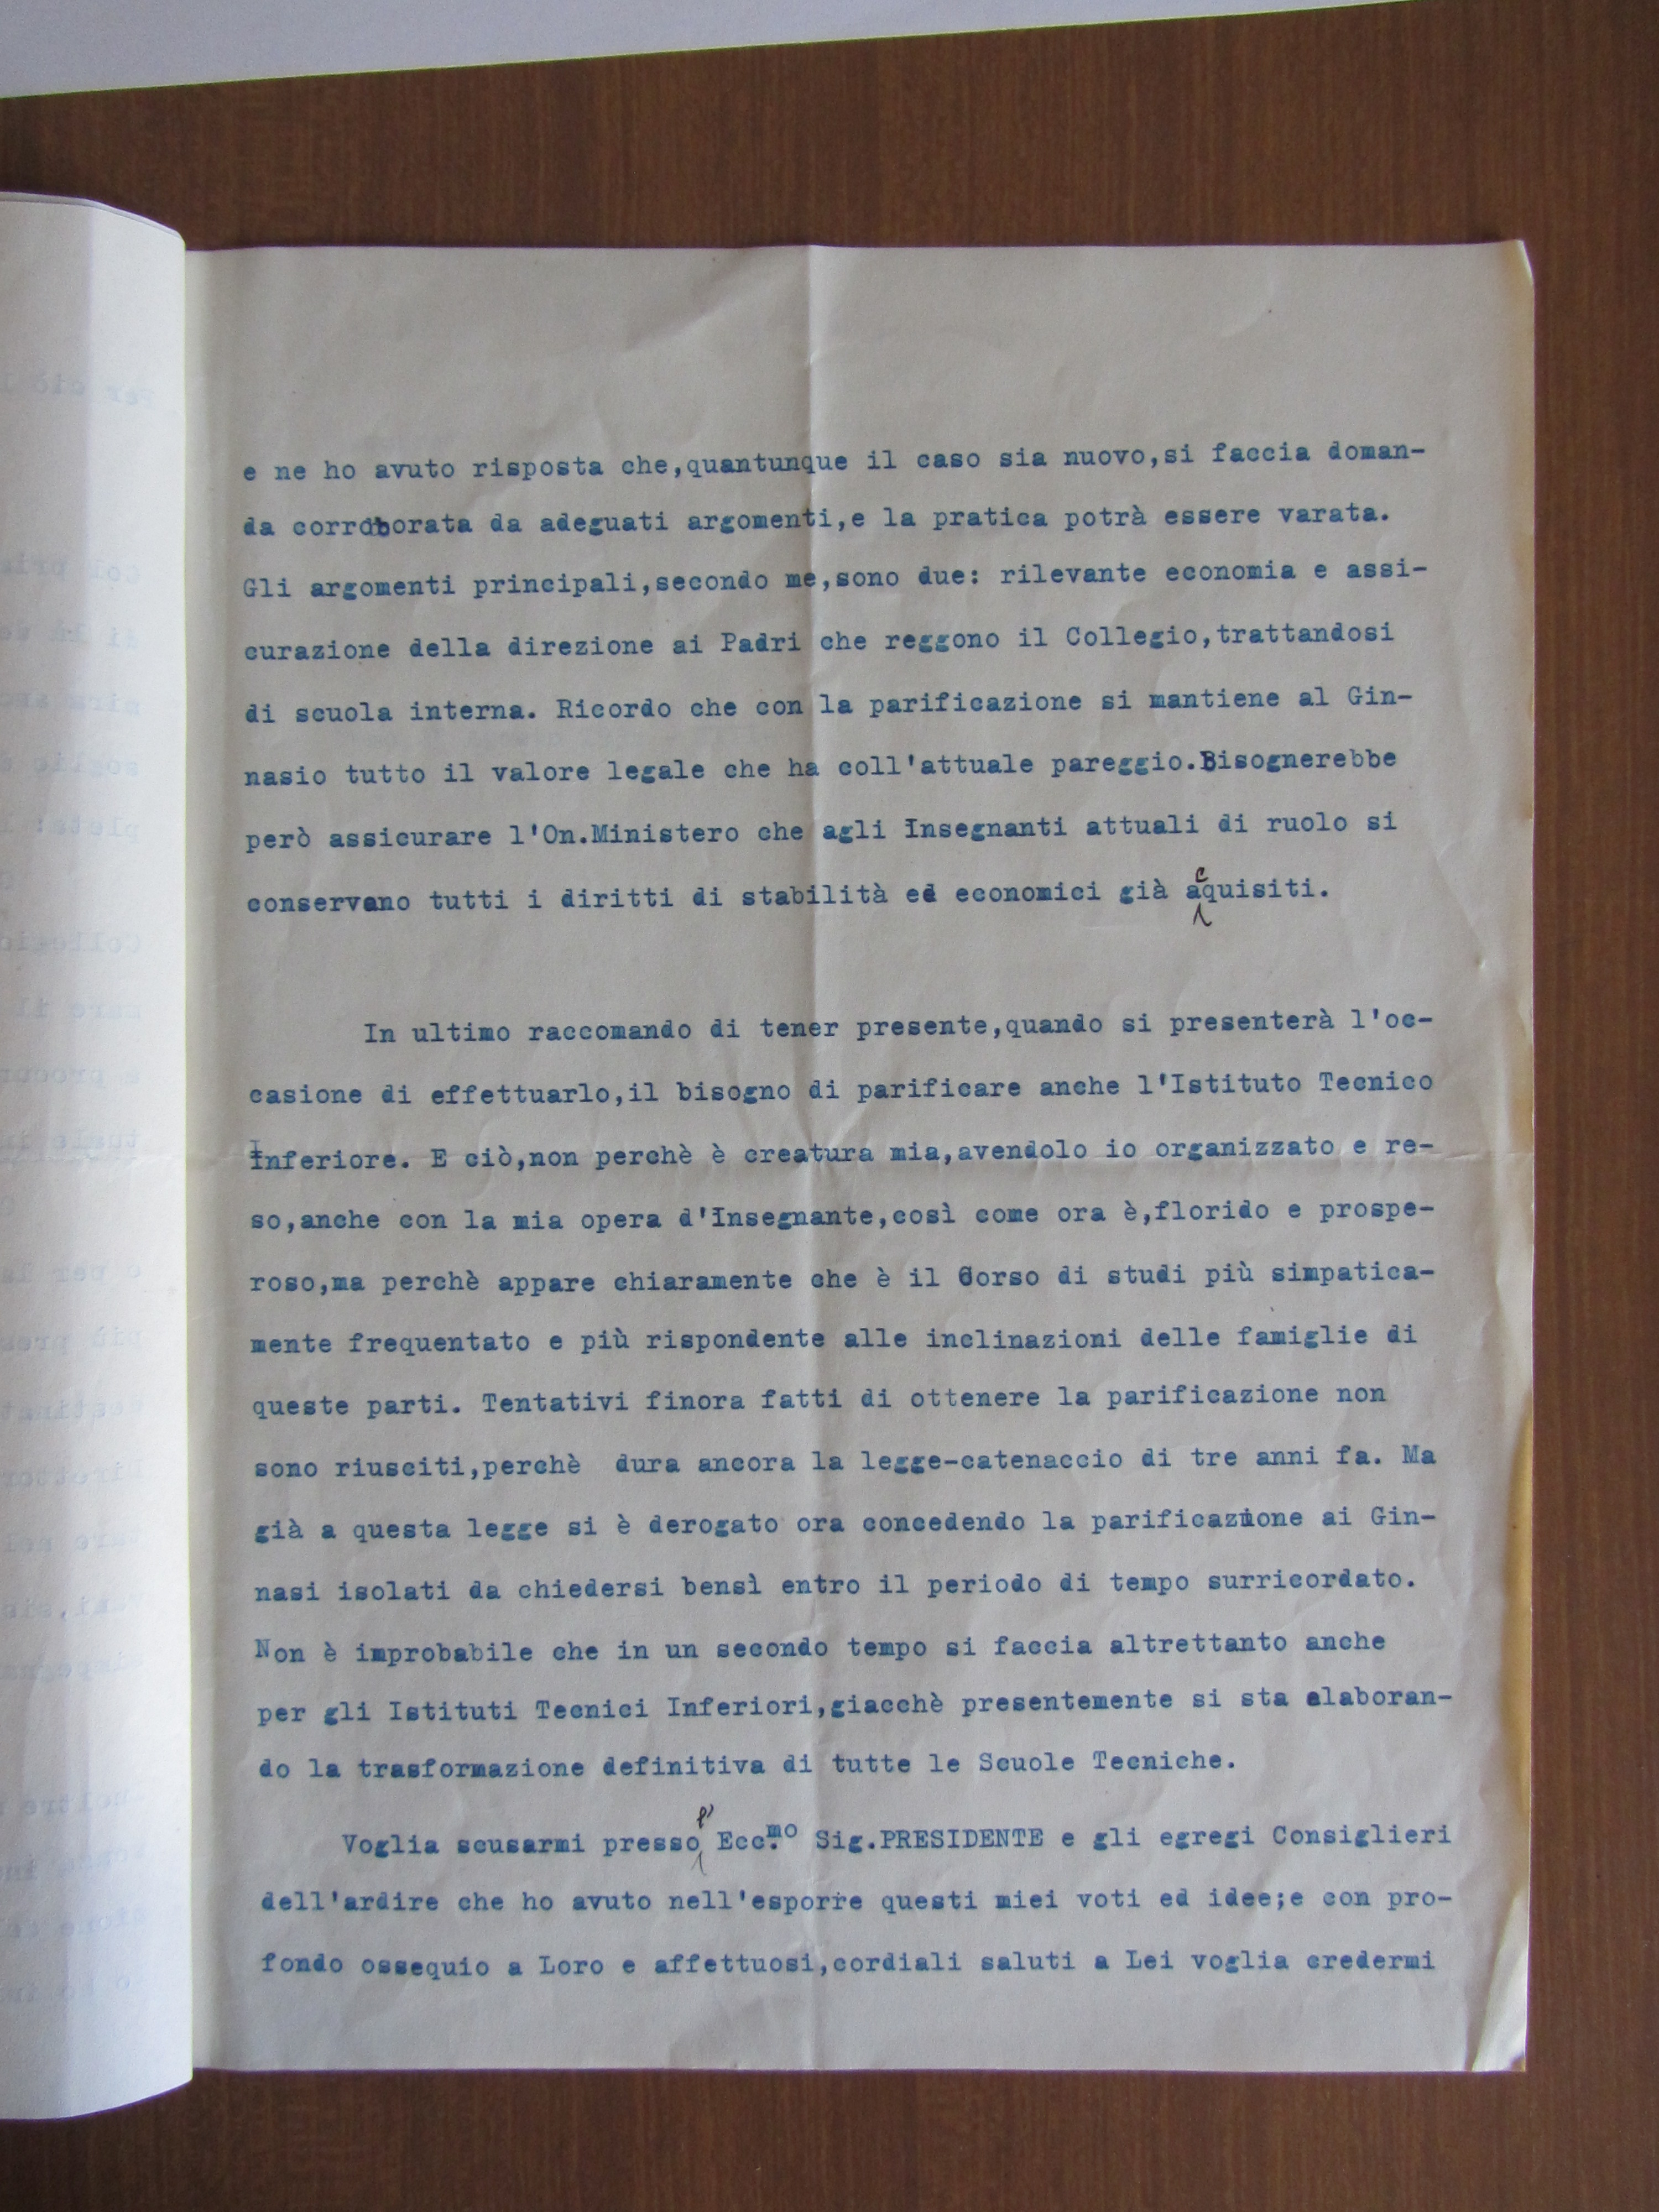 e ne ho avuto risposta che,quantunque il caso sia nuovo,si faccia doman-
da corroborata da adeguati argomenti,e la pratica potrà essere varata.
Gli argomenti principali,secondo me,sono due: rilevante economia e assi-
curazione della direzione ai Padri che reggono il Collegio,trattandosi
di scuola interna. Ricordo che con la parificazione si mantiene al Gin-
nasio tutto il valore legale che ha coll'attuale pareggio.Bisognerebbe
però assicurare l'On.Ministero che agli Insegnanti attuali di ruolo si
conservano tutti i diritti di stabilità ed economici già acquisiti.
In ultimo raccomando di tener presente,quando si presenterà l'oc-
casione di effettuarlo,il bisogno di parificare anche l'Istituto Tecnico
Inferiore. E ciò,non perchè è creatura mia,avendolo io organizzato e re-
so,anche con la mia opera d'Insegnante,così come ora è,florido e prospe-
roso,ma perchè appare chiaramente che è il Corso di studi più simpatica-
mente frequentato e più rispondente alle inclinazioni delle famiglie di
queste parti. Tentativi finora fatti di ottenere la parificazione non
sono riusciti,perchè dura ancora la legge-catenaccio di tre anni fa. Ma
già a questa legge si è derogato ora concedendo la parificazione ai Gin-
nasi isolati da chiedersi bensì entro il periodo di tempo surricordato.
Non è improbabile che in un secondo tempo si faccia altrettanto anche
per gli Istituti Tecnici Inferiori,giacchè presentemente si sta elaboran-
do la trasformazione definitiva di tutte le Scuole Tecniche.
Voglia scusarmi presso l' Ecc.mo Sig.PRESIDENTE e gli egregi Consiglieri
dell'ardire che ho avuto nell'esporre questi miei voti ed idee;e con pro-
fondo ossequio a Loro e affettuosi,cordiali saluti a Lei voglia credermi